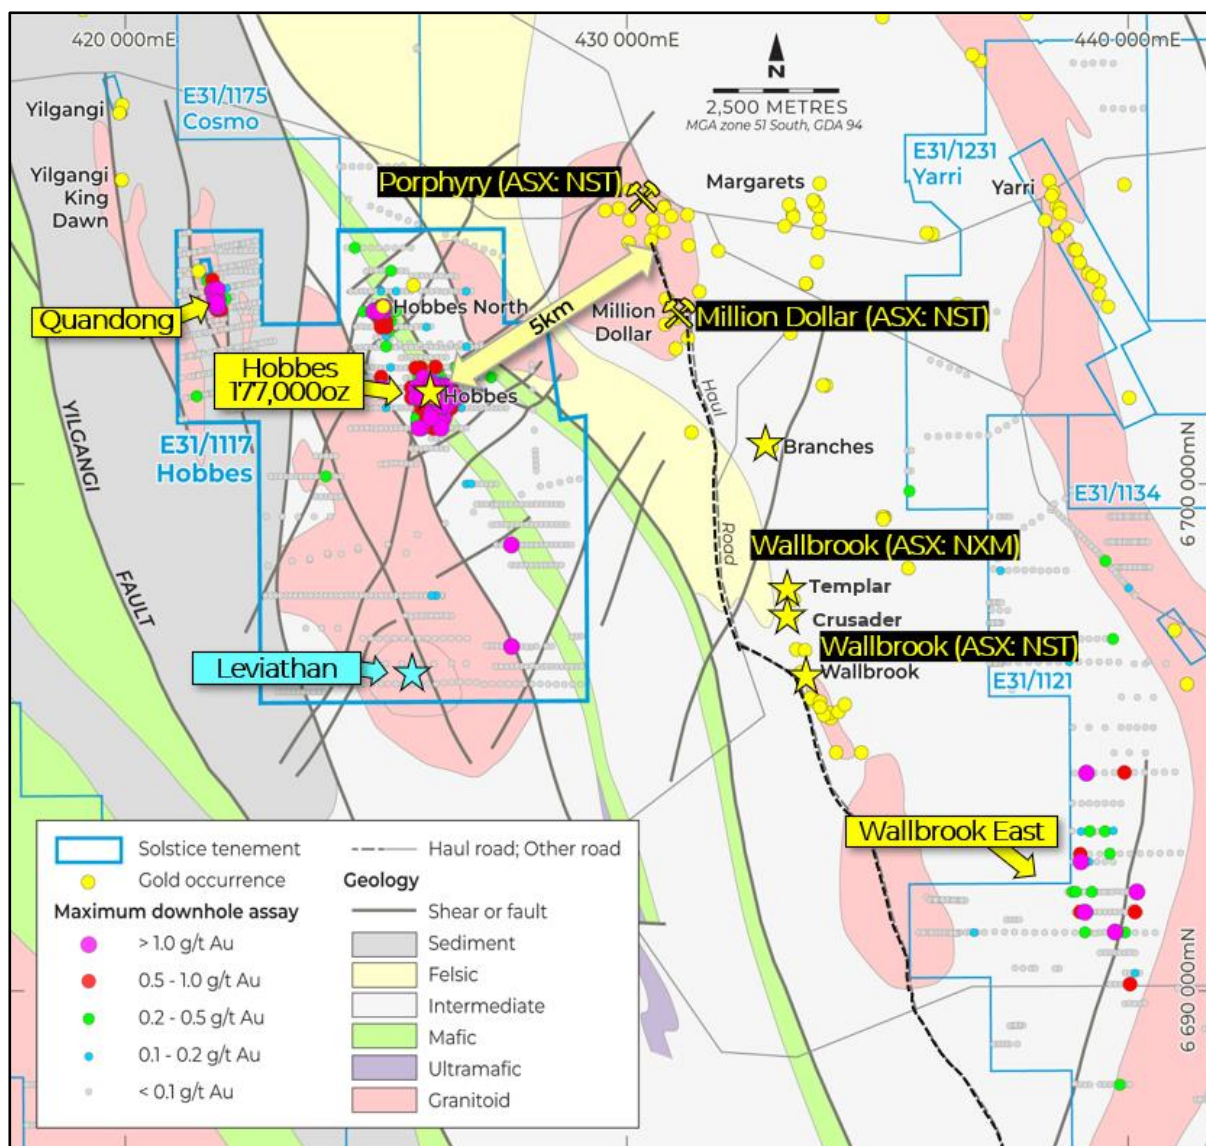 420 000mE
430 000mE
440 000mE
N
2,500 METRES
MGA zone 51 South, GDA 94
E31/1175
Cosmo
Yilgangi
Yilgangi
King
Dawn
Porphyry (ASX: NST)
Margarets
E31/1231
Yarri
Yarri
Quandong
Hobbes North
5km
Million
Dollar
Million Dollar (ASX: NST)
Hobbes
177,000oz
Hobbes
Haul
Road
Branches
YILGANGI
FAULT
E31/1117
Hobbes
E31/1134
6 700 000mN
Wallbrook (ASX: NXM)
Templar
Crusader
Wallbrook (ASX: NST)
Wallbrook
E31/1121
Leviathan
Wallbrook East
6 690 000mN
Solstice tenement
Gold occurrence
Maximum downhole assay
> 1.0 g/t Au
0.5 - 1.0 g/t Au
0.2 - 0.5 g/t Au
0.1 - 0.2 g/t Au
< 0.1 g/t Au
Haul road; Other road
Geology
Shear or fault
Sediment
Felsic
Intermediate
Mafic
Ultramafic
Granitoid